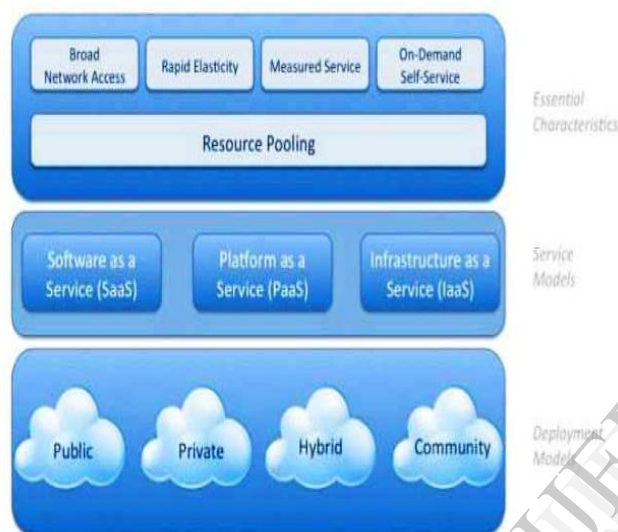 Broad
Network Access
Rapid Elasticity
Measured Service
On-Demand
Self-Service
Essential
Characteristics
Resource Pooling
Software as a
Service (SaaS)
Platform as a
Service (PaaS)
Infrastructure as a
Service (IaaS)
Service
Models
Public
Private
Hybrid
Community
Deployment
Models